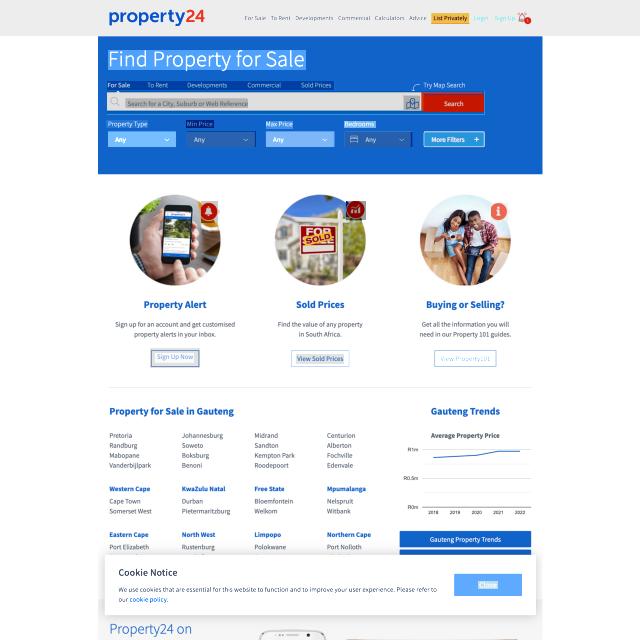 property24
For Sale To Rent Developments Commercial Calculators Advice List Privately Login Sign Up
Find Property for Sale
For Sale To Rent Developments Commercial Sold Prices Try Map Search
Search for a City, Suburb or Web Reference Search
Property Type Min Price Max Price Bedrooms
Any Any Any Any More Filters +
FOR SALE
SOLD
Property Alert Sold Prices Buying or Selling?
Sign up for an account and get customised property alerts in your inbox.
Find the value of any property in South Africa.
Get all the information you will need in our Property 101 guides.
Sign Up Now View Sold Prices View Property101
Property for Sale in Gauteng
Pretoria Johannesburg Midrand Centurion
Randburg Soweto Sandton Alberton
Mabopane Boksburg Kempton Park Fochville
Vanderbijlpark Benoni Roodepoort Edenvale
Western Cape KwaZulu Natal Free State Mpumalanga
Cape Town Durban Bloemfontein Nelspruit
Somerset West Pietermaritzburg Welkom Witbank
Eastern Cape North West Limpopo Northern Cape
Port Elizabeth Rustenburg Polokwane Port Nolloth
Gauteng Trends
Average Property Price
R1m
R0.5m
R0m
2018 2019 2020 2021 2022
Gauteng Property Trends
Cookie Notice
We use cookies that are essential for this website to function and to improve your user experience. Please refer to
our cookie policy.
Close
Property24 on